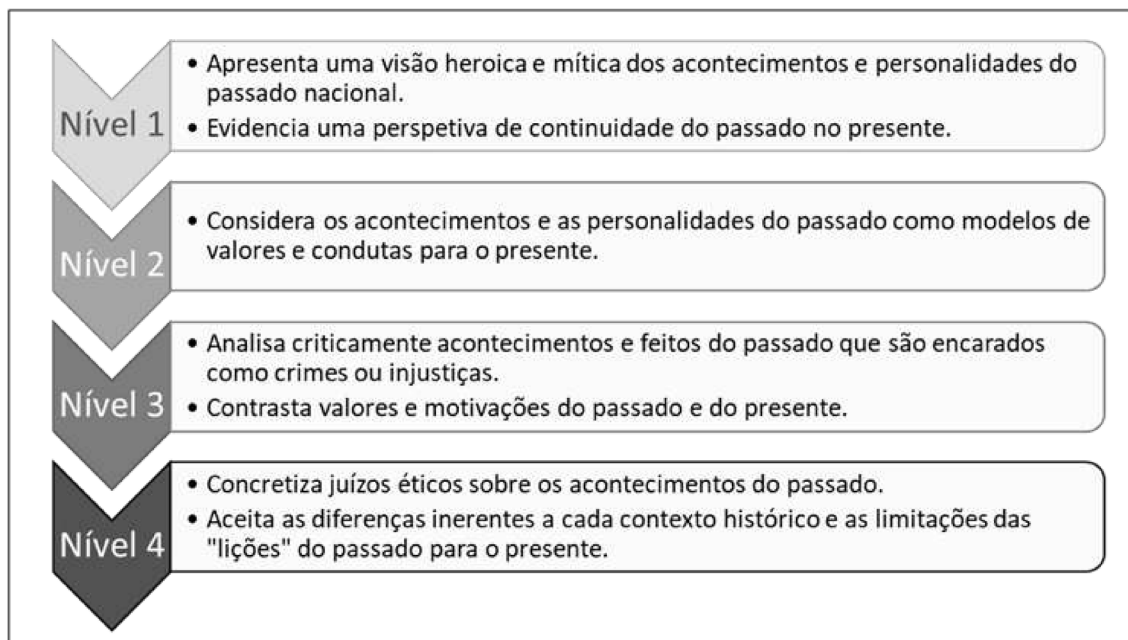 Nível 1
• Apresenta uma visão heroica e mítica dos acontecimentos e personalidades do
passado nacional.
• Evidencia uma perspetiva de continuidade do passado no presente.
Nível 2
• Considera os acontecimentos e as personalidades do passado como modelos de
valores e condutas para o presente.
Nível 3
• Analisa criticamente acontecimentos e feitos do passado que são encarados
como crimes ou injustiças.
• Contrasta valores e motivações do passado e do presente.
Nível 4
• Concretiza juízos éticos sobre os acontecimentos do passado.
• Aceita as diferenças inerentes a cada contexto histórico e as limitações das
"lições" do passado para o presente.